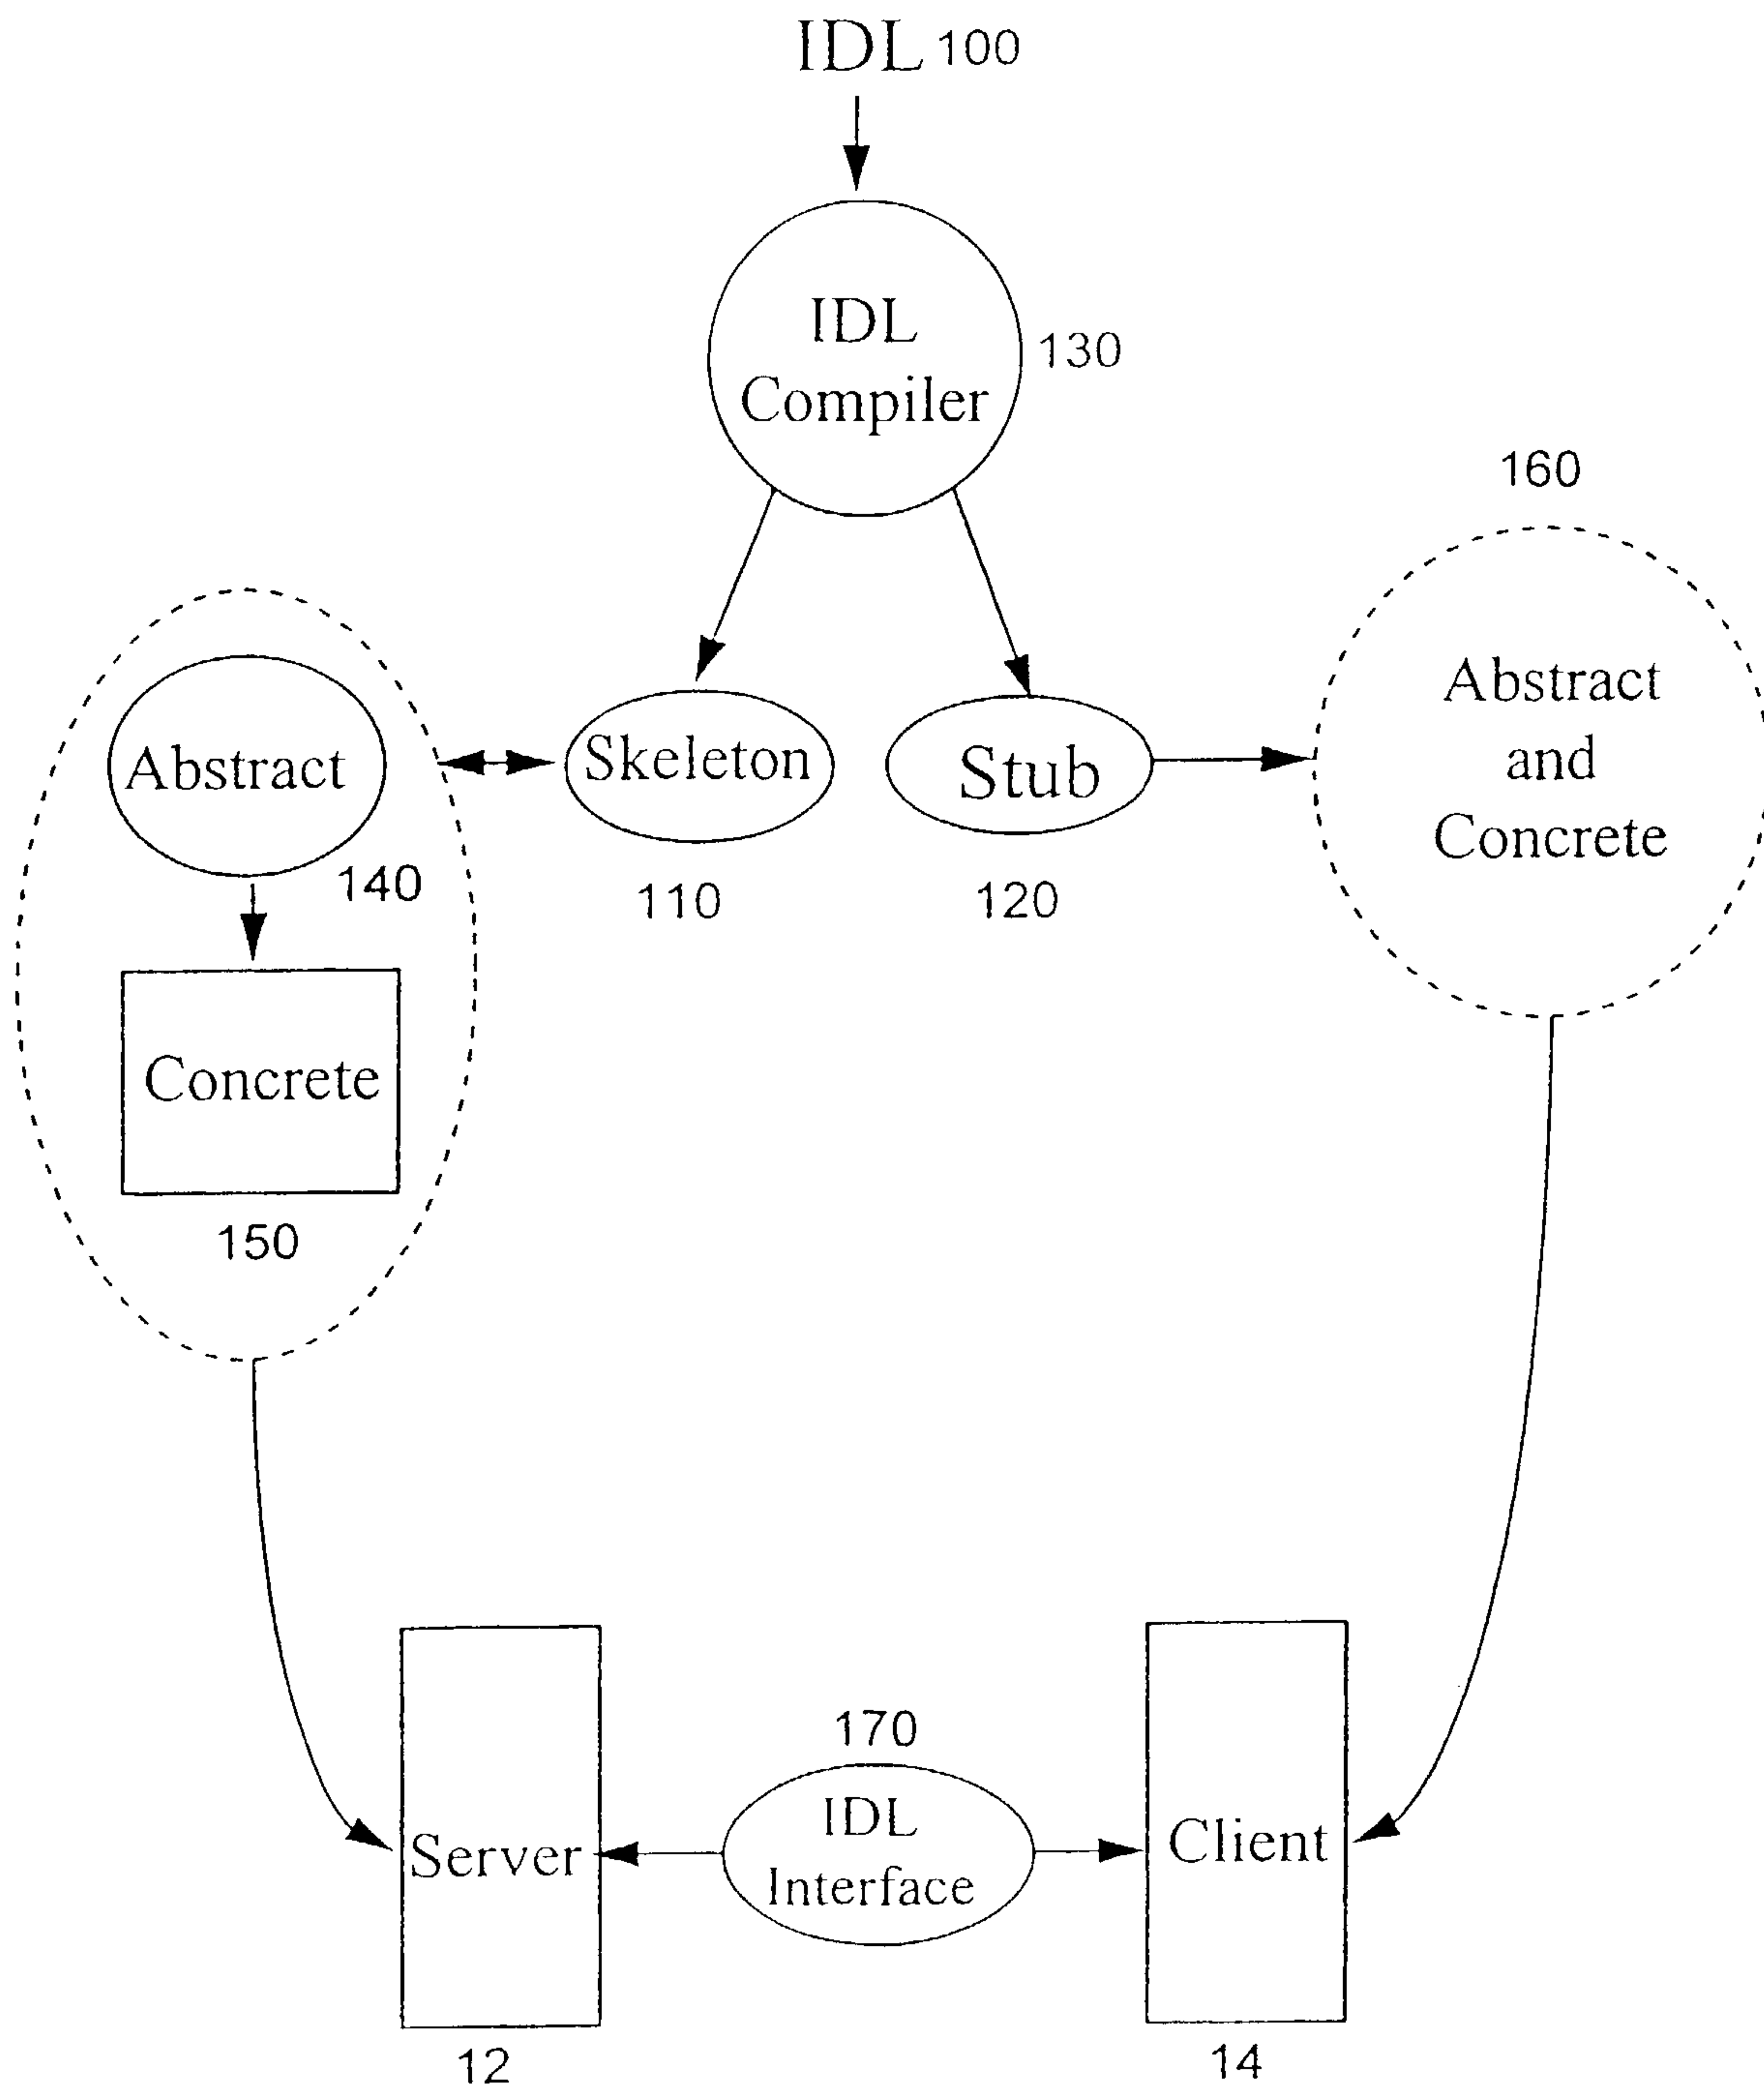 IDL 100
IDL
Compiler
130
160
Abstract
and
Concrete
Abstract
140
Skeleton
110
Stub
120
Concrete
150
170
IDL
Interface
Server
12
Client
14